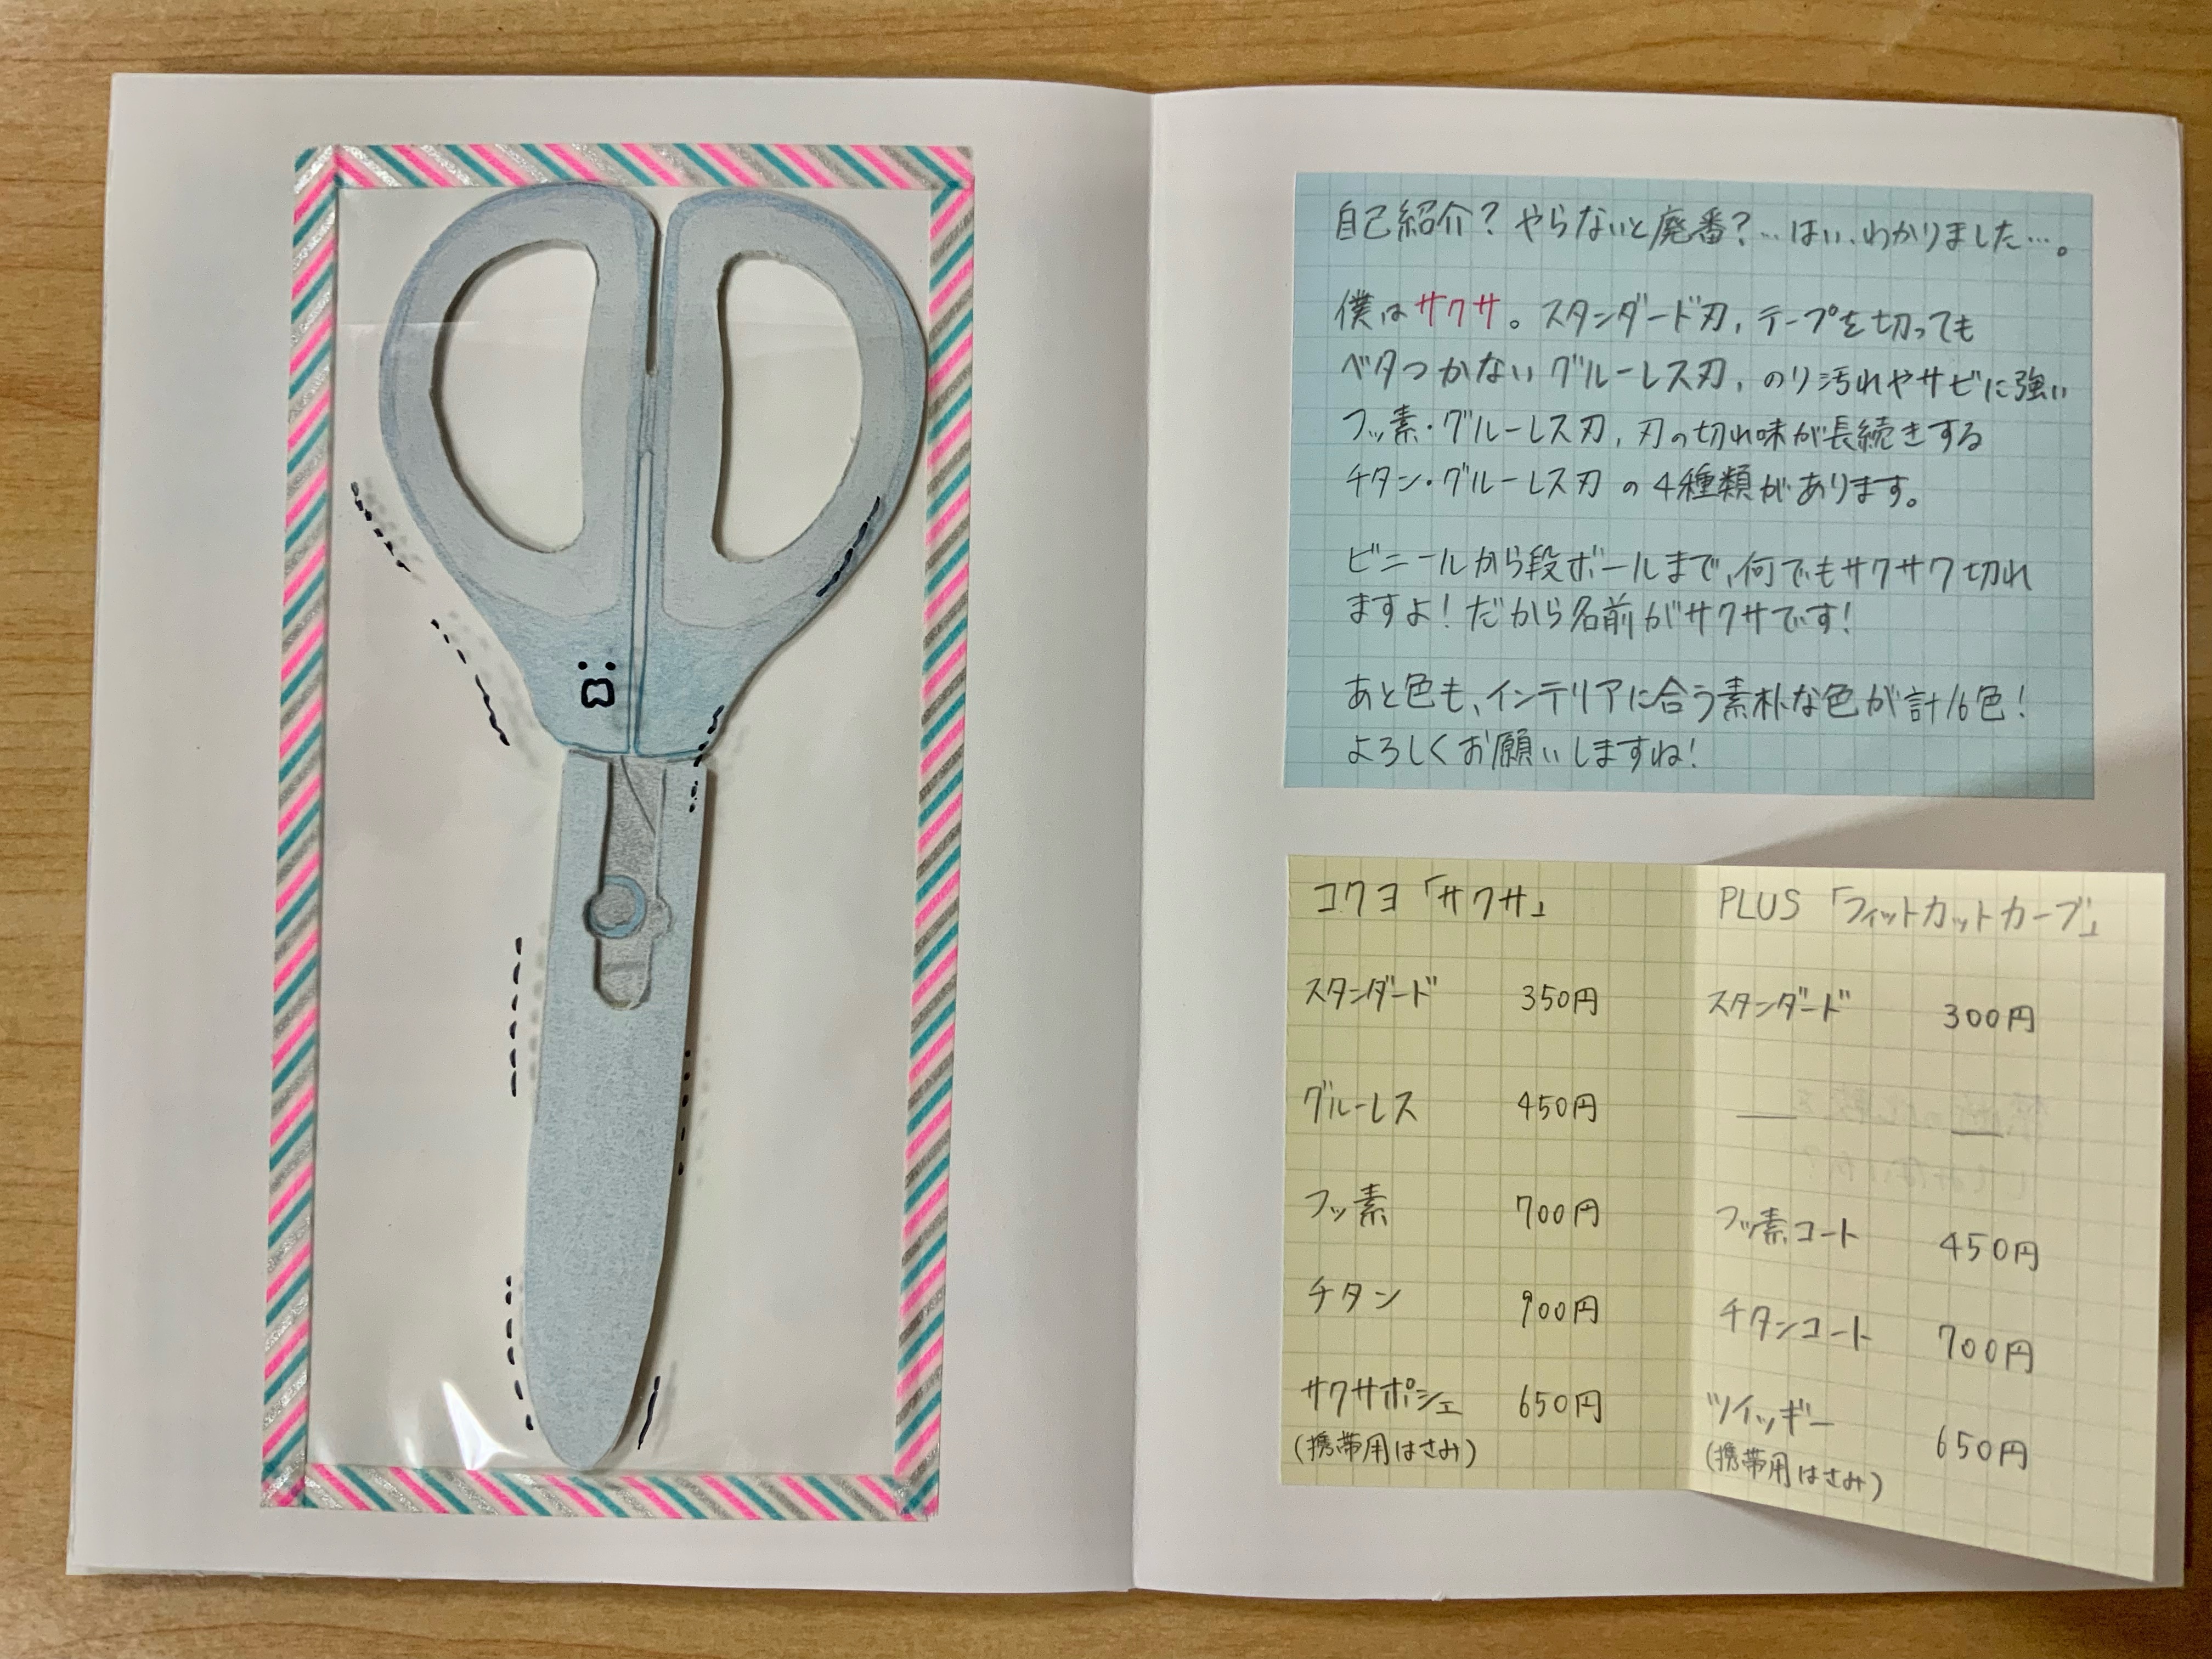 自己紹介？やらないと廃番？…はい、わかりました…。
僕はサクサ。スタンダード刃、テープを切っても
ベタつかないグルーレス刃、のり汚れやサビに強い
フッ素・グルーレス刃、刃の切れ味が長続きする
チタン・グルーレス刃の4種類があります。
ビニールから段ボールまで、何でもサクサク切れ
ますよ！だから名前がサクサです！
あと色も、インテリアに合う素朴な色が計16色！
よろしくお願いしますね！
コクヨ「サクサ」
スタンダード 350円
グルーレス 450円
フッ素 700円
チタン 900円
サクサポシェ 650円
(携帯用はさみ)
PLUS「フィットカットカーブ」
スタンダード 300円
— —
フッ素コート 450円
チタンコート 700円
ツイッギー 650円
(携帯用はさみ)